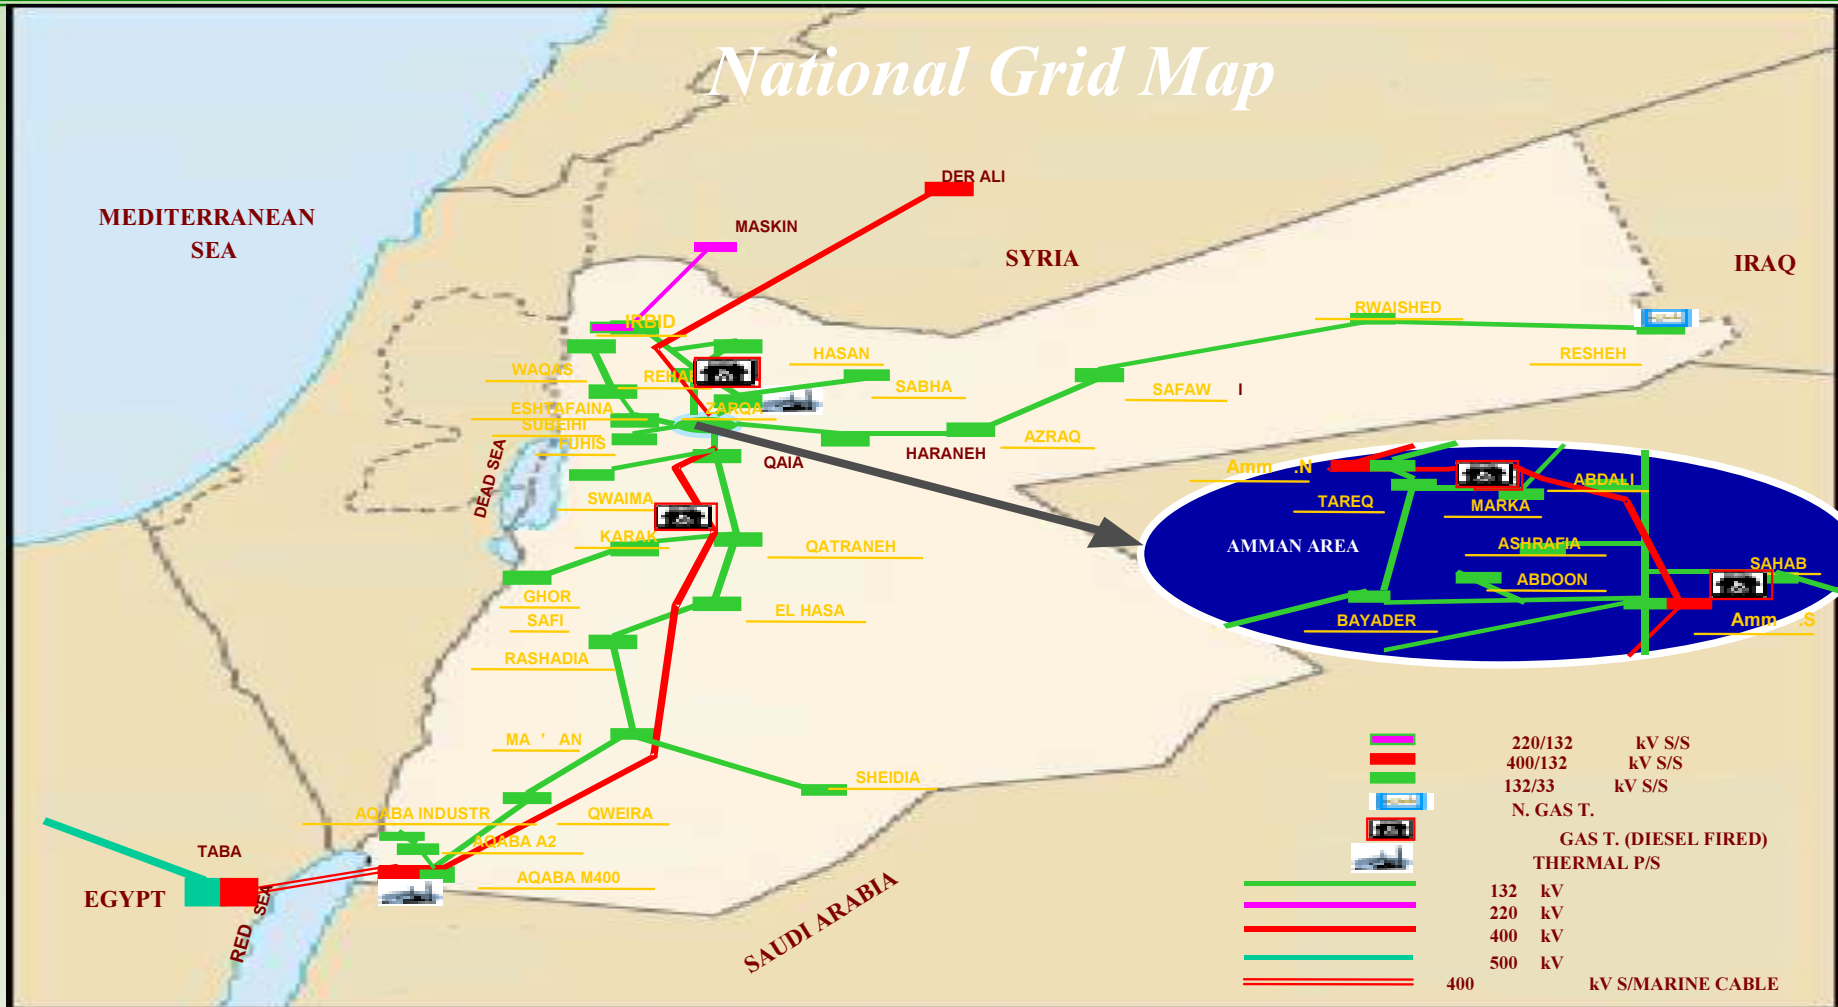 National Grid Map
DER ALI
MEDITERRANEAN
SEA
MASKIN
SYRIA
IRAQ
IRBID
RWAISHED
HASAN
RESHEH
WAQAS
SABHA
SAFAW I
ESHTAFAINA
ZARQA
SUBEIHI
FUHIS
AZRAQ
HARANEH
QAIA
DEAD SEA
SWAIMA
KARAK
QATRANEH
GHOR
SAFI
EL HASA
RASHADIA
MA ' AN
SHEIDIA
AQABA INDUSTR
QWEIRA
AQABA A2
TABA
AQABA M400
EGYPT
RED SEA
SAUDI ARABIA
Amm .N
ABDALI
TAREQ
MARKA
AMMAN AREA
ASHRAFIA
SAHAB
ABDOON
BAYADER
Amm .S
220/132 kV S/S
400/132 kV S/S
132/33 kV S/S
N. GAS T.
GAS T. (DIESEL FIRED)
THERMAL P/S
132 kV
220 kV
400 kV
500 kV
400 kV S/MARINE CABLE